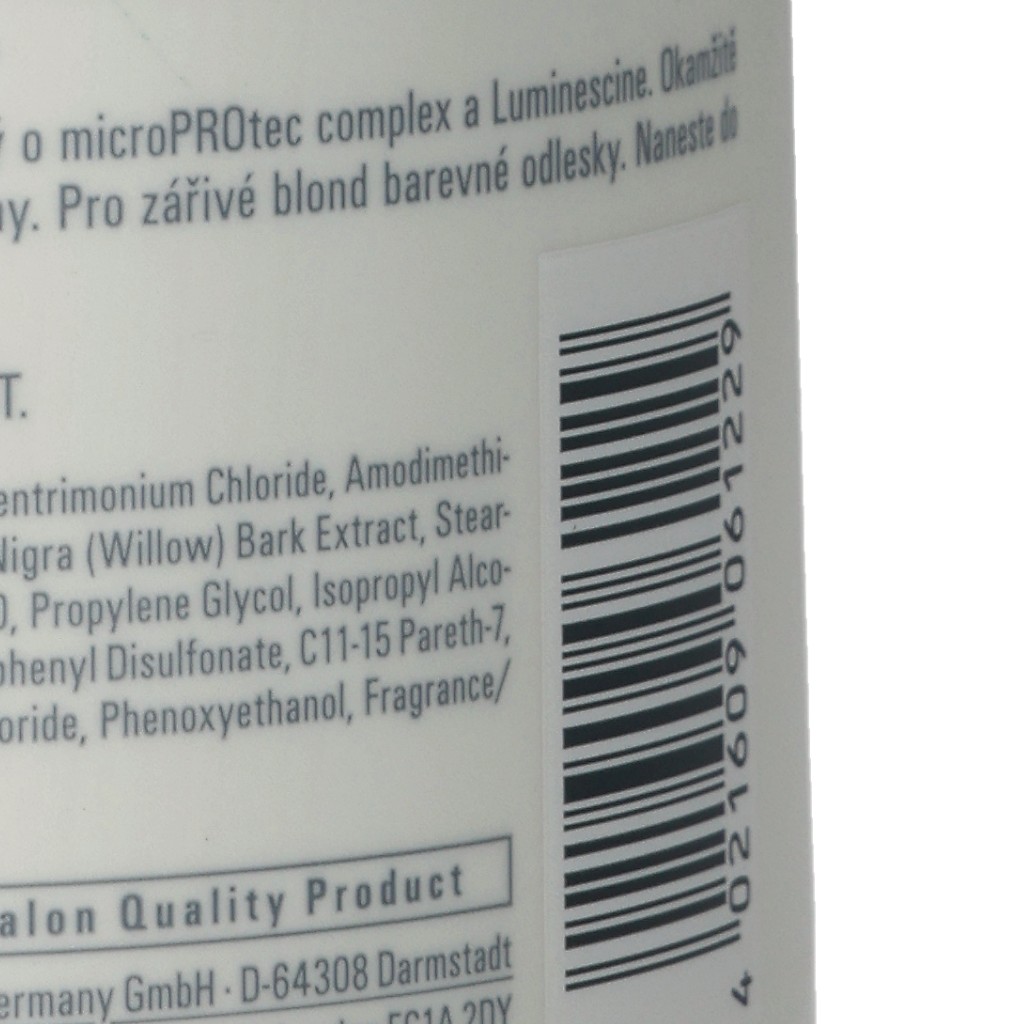 o microPROtec complex a Luminescine. Okamžitě
Pro zářivé blond barevné odlesky. Naneste do
T.
Chloride, Amodimethi-
Nigra (Willow) Bark Extract, Stear-
Propylene Glycol, Isopropyl Alco-
phenyl Disulfonate, C11-15 Pareth-7,
oride, Phenoxyethanol, Fragrance/
alon Quality Product
ermany GmbH · D-64308 Darmstadt
EC1A 2DY
4 021609 061229